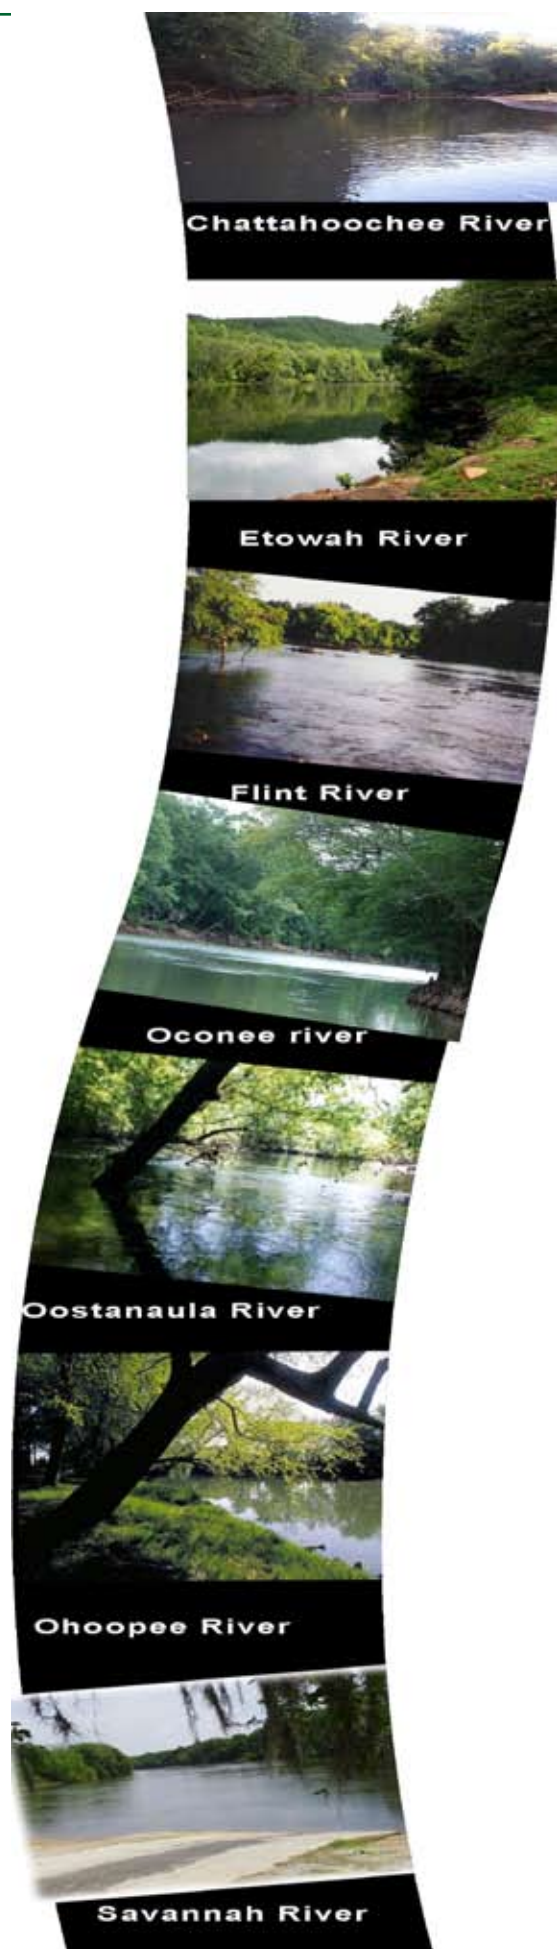 Chattahoochee River
Etowah River
Flint River
Oconee river
Oostanaula River
Ohoopee River
Savannah River